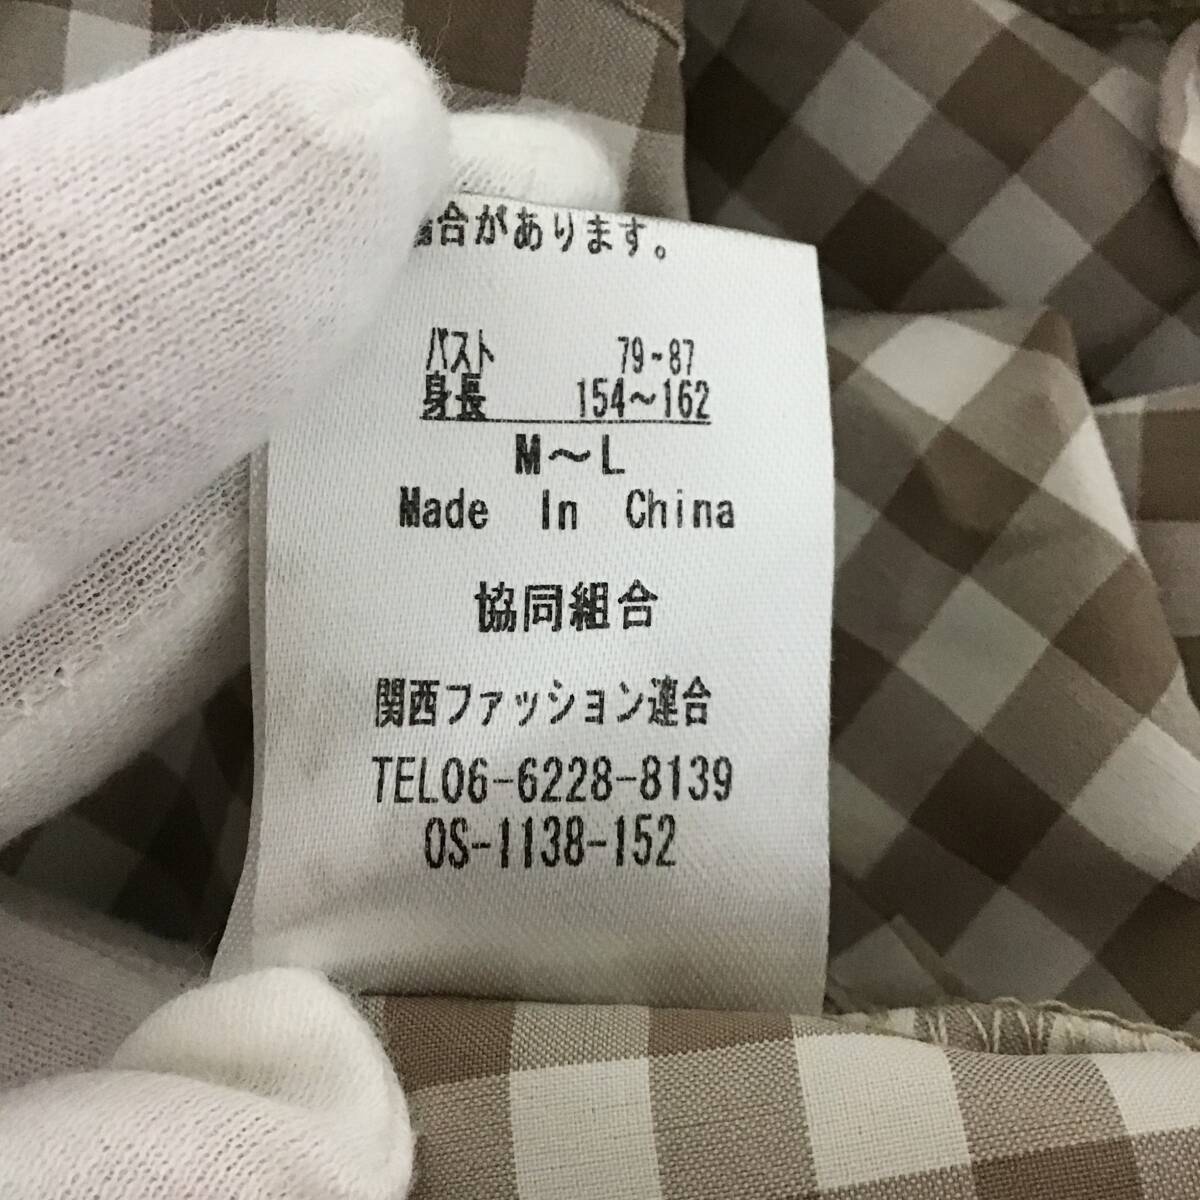 合があります。
バスト 79-87
身長 154～162
M～L
Made In China
協同組合
関西ファッション連合
TEL06-6228-8139
OS-1138-152